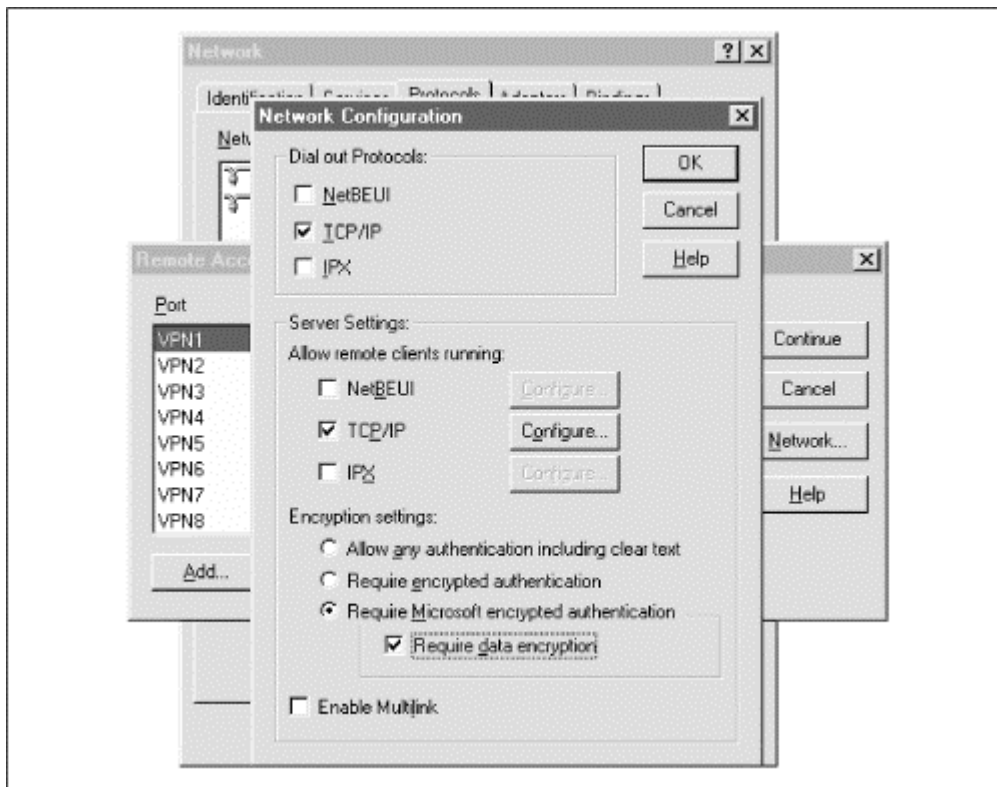 Network
Protocols
Network Configuration
Dial out Protocols:
NetBEUI
TCP/IP
IPX
OK
Cancel
Help
Remote
Port
VPN1
VPN2
VPN3
VPN4
VPN5
VPN6
VPN7
VPN8
Add...
Server Settings:
Allow remote clients running:
NetBEUI
Configure...
TCP/IP
Configure...
IPX
Configure...
Encryption settings:
Allow any authentication including clear text
Require encrypted authentication
Require Microsoft encrypted authentication
Require data encryption
Enable Multilink
Continue
Cancel
Network...
Help